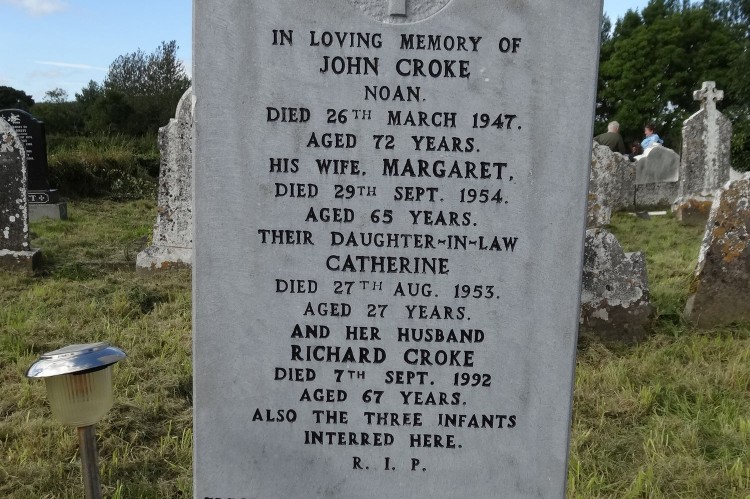 IN LOVING MEMORY OF
JOHN CROKE
NOAN.
DIED 26TH MARCH 1947.
AGED 72 YEARS.
HIS WIFE, MARGARET,
DIED 29TH SEPT. 1954.
AGED 65 YEARS.
THEIR DAUGHTER-IN-LAW
CATHERINE
DIED 27TH AUG. 1953.
AGED 27 YEARS.
AND HER HUSBAND
RICHARD CROKE
DIED 7TH SEPT. 1992
AGED 67 YEARS.
ALSO THE THREE INFANTS
INTERRED HERE.
R. I. P.